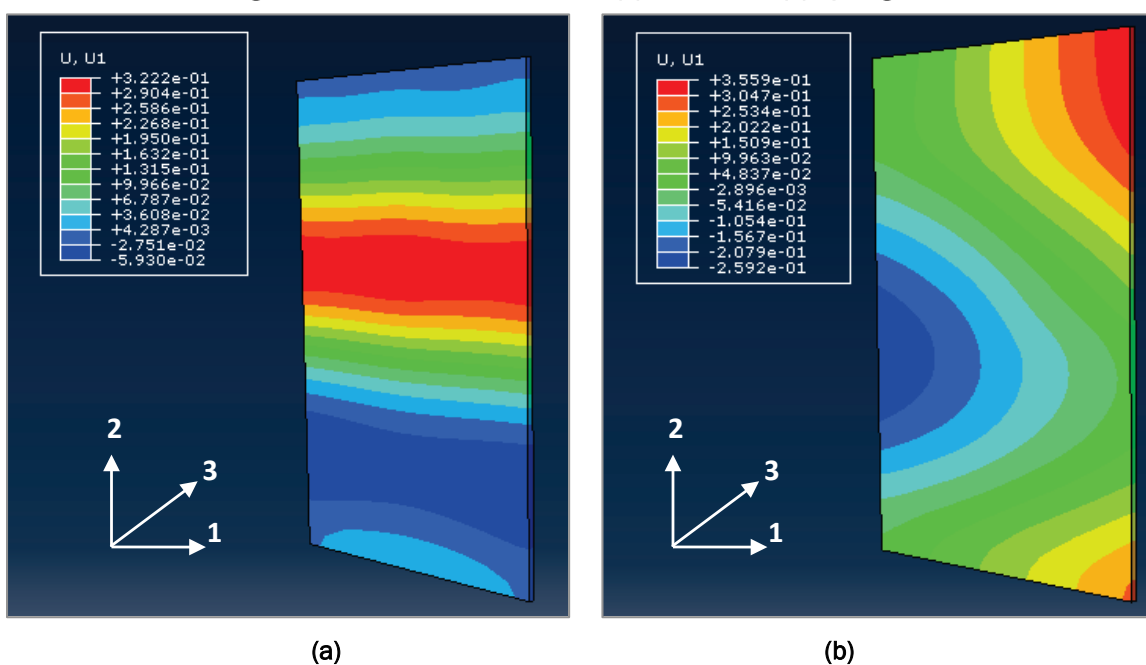 U, U1
+3.222e-01
+2.904e-01
+2.586e-01
+2.268e-01
+1.950e-01
+1.632e-01
+1.315e-01
+9.966e-02
+6.787e-02
+3.608e-02
+4.287e-03
-2.751e-02
-5.930e-02
2
3
1
(a)
U, U1
+3.559e-01
+3.047e-01
+2.534e-01
+2.022e-01
+1.509e-01
+9.963e-02
+4.837e-02
-2.896e-03
-5.416e-02
-1.054e-01
-1.567e-01
-2.079e-01
-2.592e-01
2
3
1
(b)